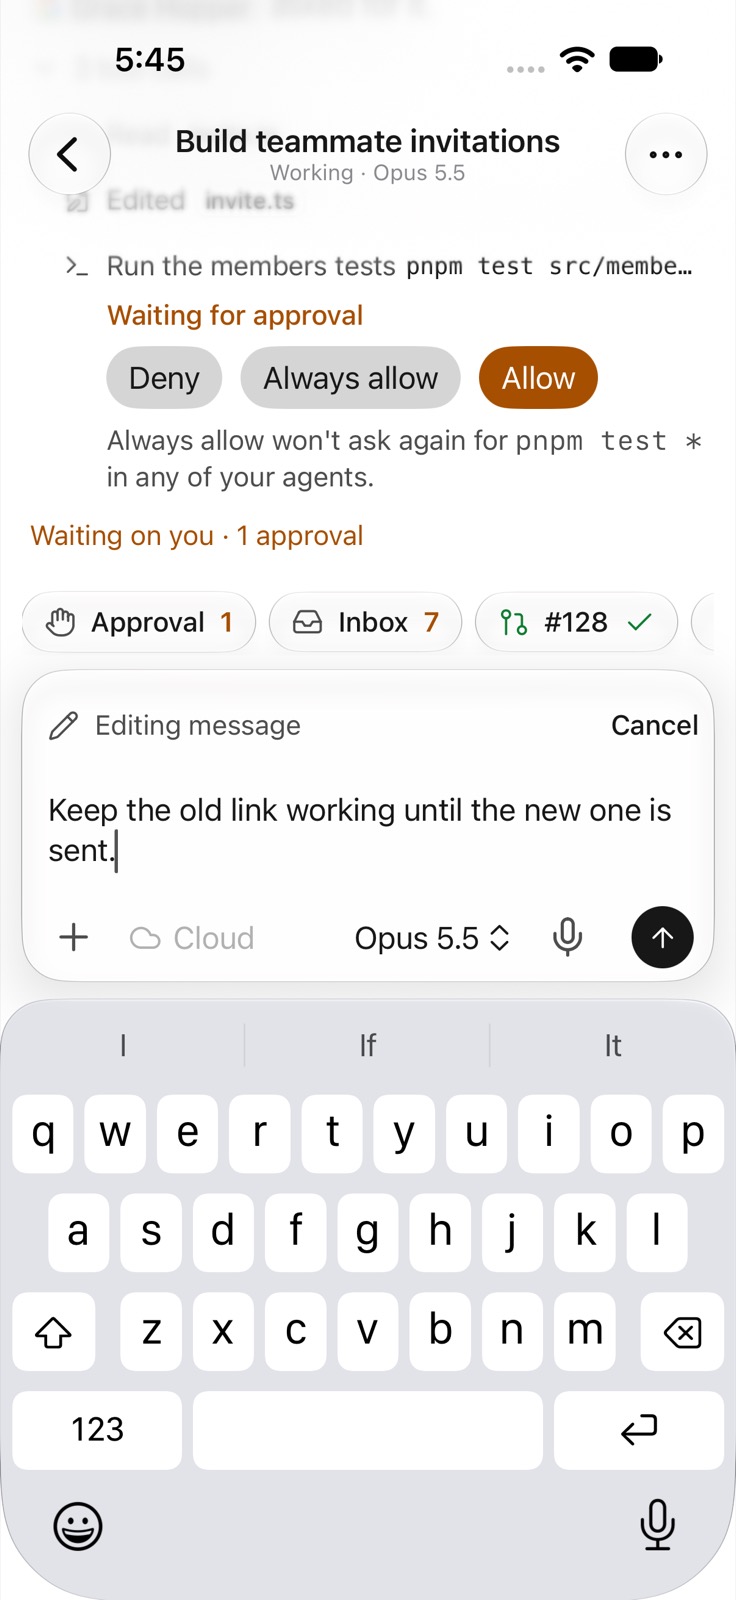 5:45
Build teammate invitations
Working · Opus 5.5
Edited invite.ts
Run the members tests pnpm test src/membe…
Waiting for approval
Deny
Always allow
Allow
Always allow won't ask again for pnpm test *
in any of your agents.
Waiting on you · 1 approval
Approval 1
Inbox 7
#128
Editing message
Cancel
Keep the old link working until the new one is
sent.
Cloud
Opus 5.5
I
If
It
q w e r t y u i o p
a s d f g h j k l
z x c v b n m
123